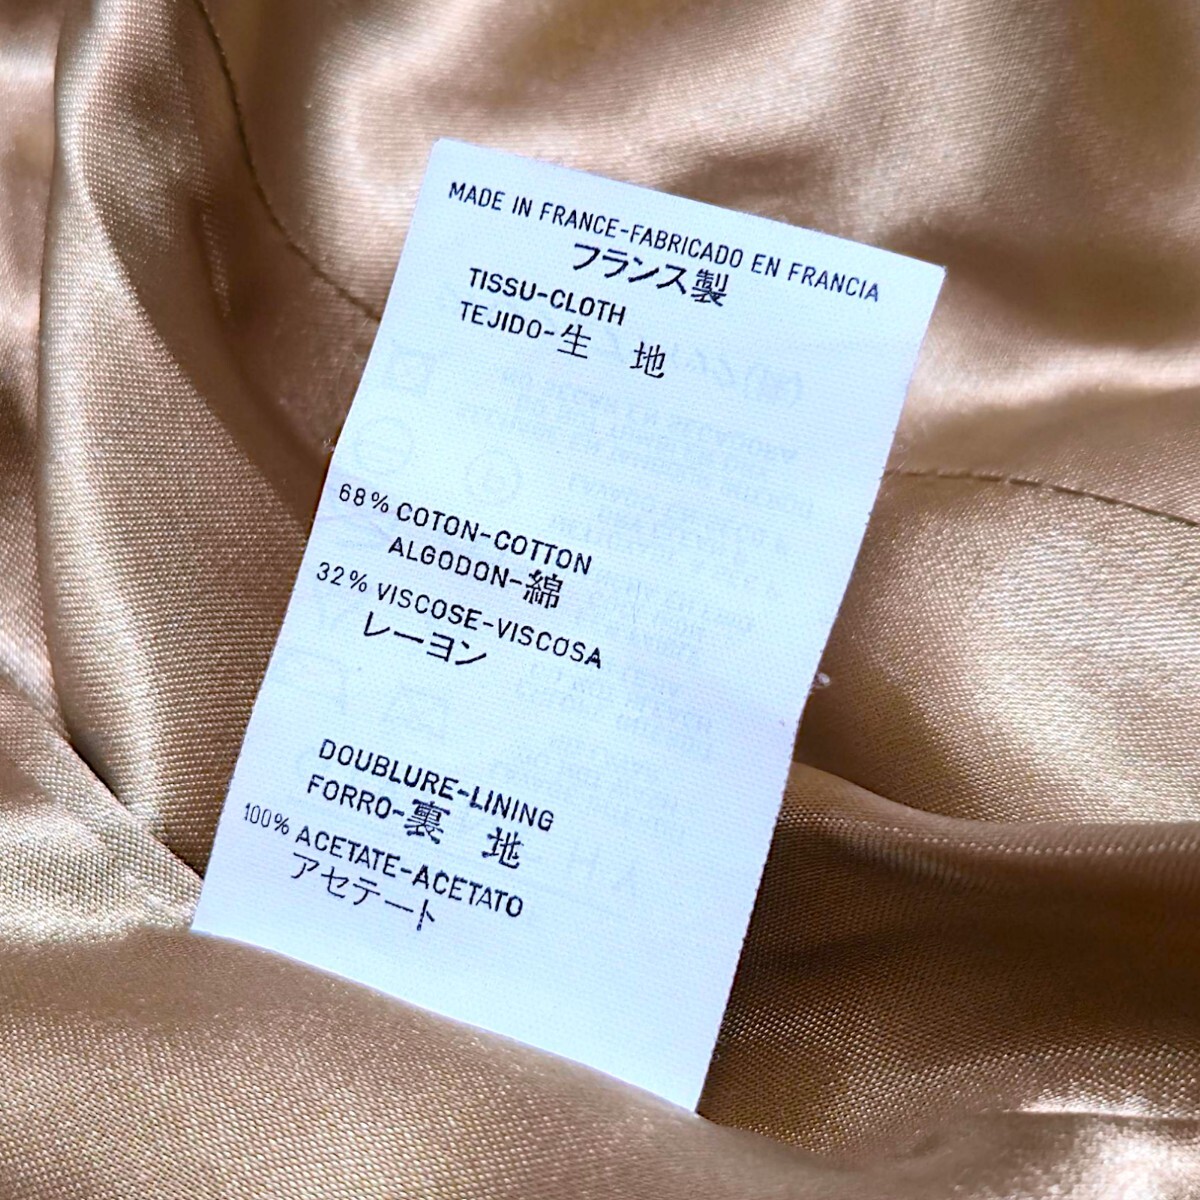 MADE IN FRANCE-FABRICADO EN FRANCIA
フランス製
TISSU-CLOTH
TEJIDO-生 地
68% COTON-COTTON
ALGODON-綿
32% VISCOSE-VISCOSA
レーヨン
DOUBLURE-LINING
FORRO-裏 地
100% ACETATE-ACETATO
アセテート